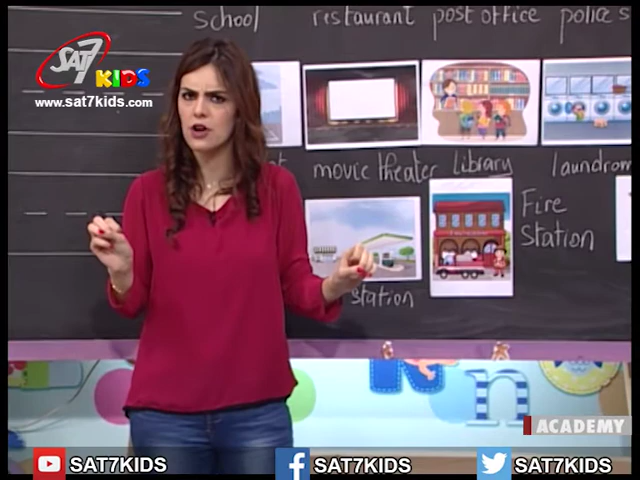 school
restaurant
post office
police s
SAT7
KIDS
www.sat7kids.com
movie theater
library
laundrom
Fire
Station
station
n
ACADEMY
SAT7KIDS
SAT7KIDS
SAT7KIDS